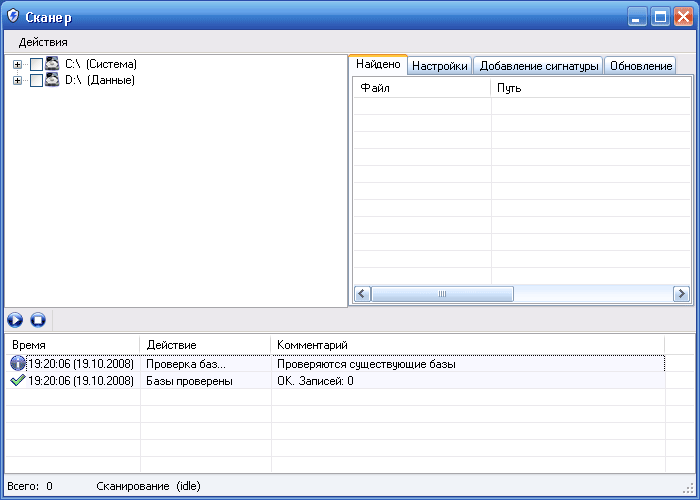 Сканер
Действия
C:\ (Система)
D:\ (Данные)
Найдено Настройки Добавление сигнатуры Обновление
Файл Путь
Время Действие Комментарий
19:20:06 (19.10.2008) Проверка баз... Проверяются существующие базы
19:20:06 (19.10.2008) Базы проверены ОК. Записей: 0
Всего: 0 Сканирование (idle)